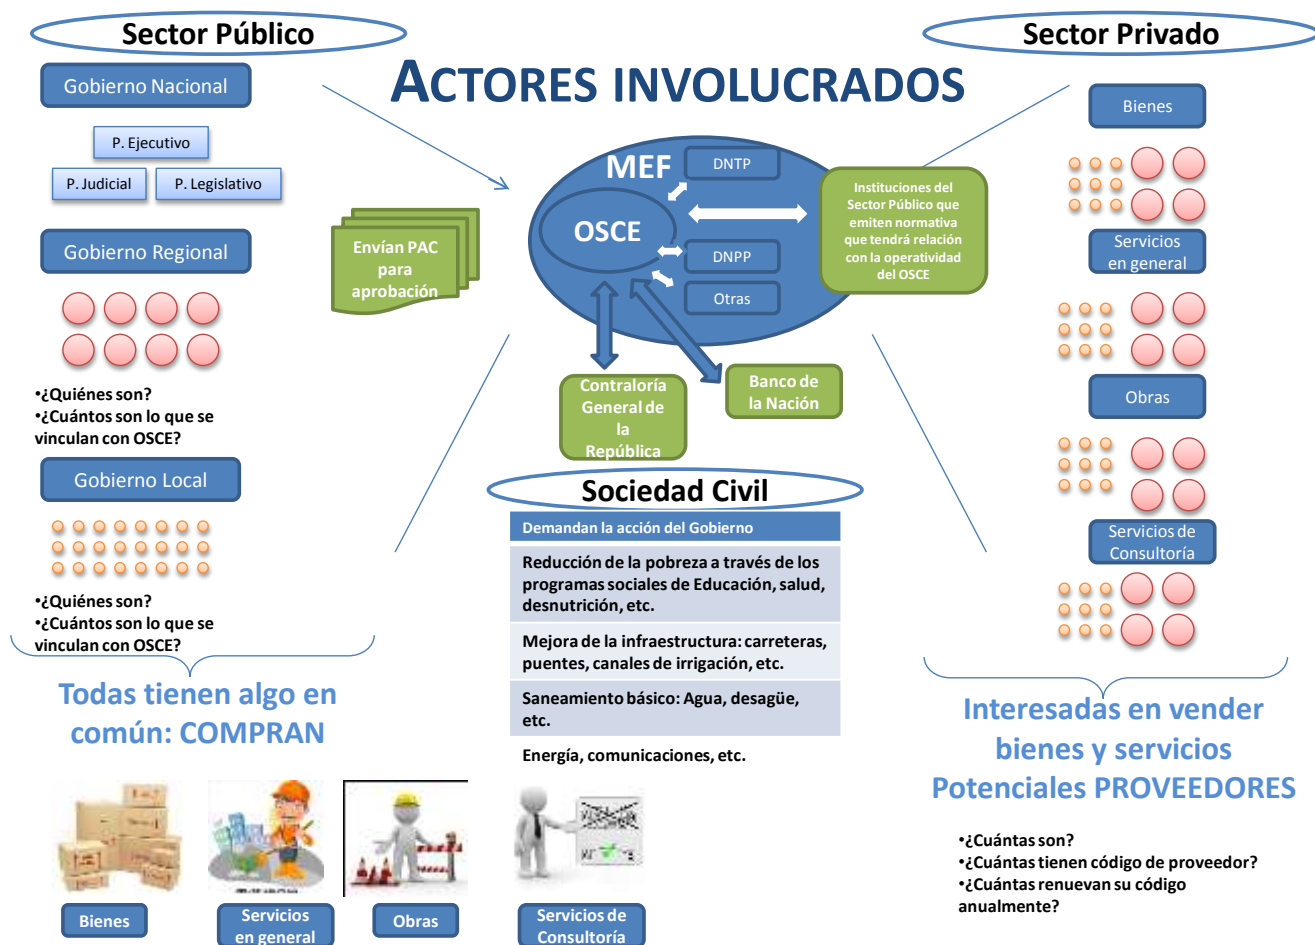 Sector Público
Sector Privado
ACTORES INVOLUCRADOS
Gobierno Nacional
P. Ejecutivo
P. Judicial
P. Legislativo
Gobierno Regional
•¿Quiénes son?
•¿Cuántos son lo que se
vinculan con OSCE?
Gobierno Local
•¿Quiénes son?
•¿Cuántos son lo que se
vinculan con OSCE?
Todas tienen algo en
común: COMPRAN
Envían PAC
para
aprobación
MEF
OSCE
DNTP
DNPP
Otras
Instituciones del
Sector Público que
emiten normativa
que tendrá relación
con la operatividad
del OSCE
Contraloría
General de
la
República
Banco de
la Nación
Sociedad Civil
Demandan la acción del Gobierno
Reducción de la pobreza a través de los
programas sociales de Educación, salud,
desnutrición, etc.
Mejora de la infraestructura: carreteras,
puentes, canales de irrigación, etc.
Saneamiento básico: Agua, desagüe,
etc.
Energía, comunicaciones, etc.
Bienes
Servicios
en general
Obras
Servicios de
Consultoría
Interesadas en vender
bienes y servicios
Potenciales PROVEEDORES
•¿Cuántas son?
•¿Cuántas tienen código de proveedor?
•¿Cuántas renuevan su código
anualmente?
Bienes
Servicios
en general
Obras
Servicios de
Consultoría